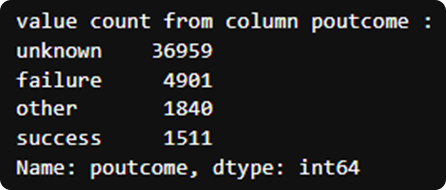 value count from column poutcome :
unknown    36959
failure     4901
other       1840
success     1511
Name: poutcome, dtype: int64